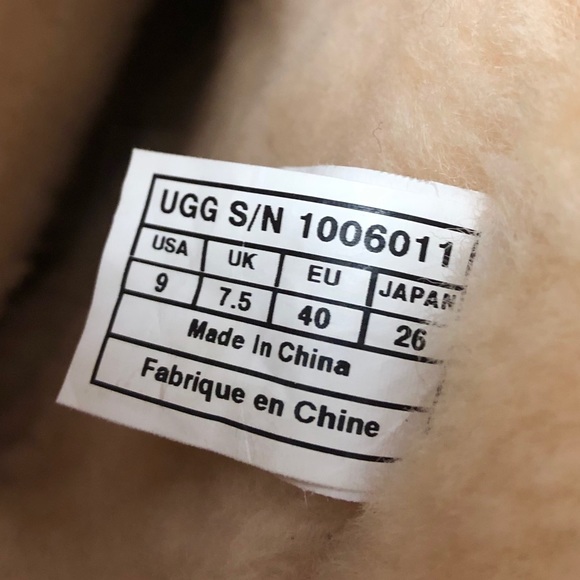 UGG S/N 1006011
USA UK EU JAPAN
9 7.5 40 26
Made In China
Fabrique en Chine